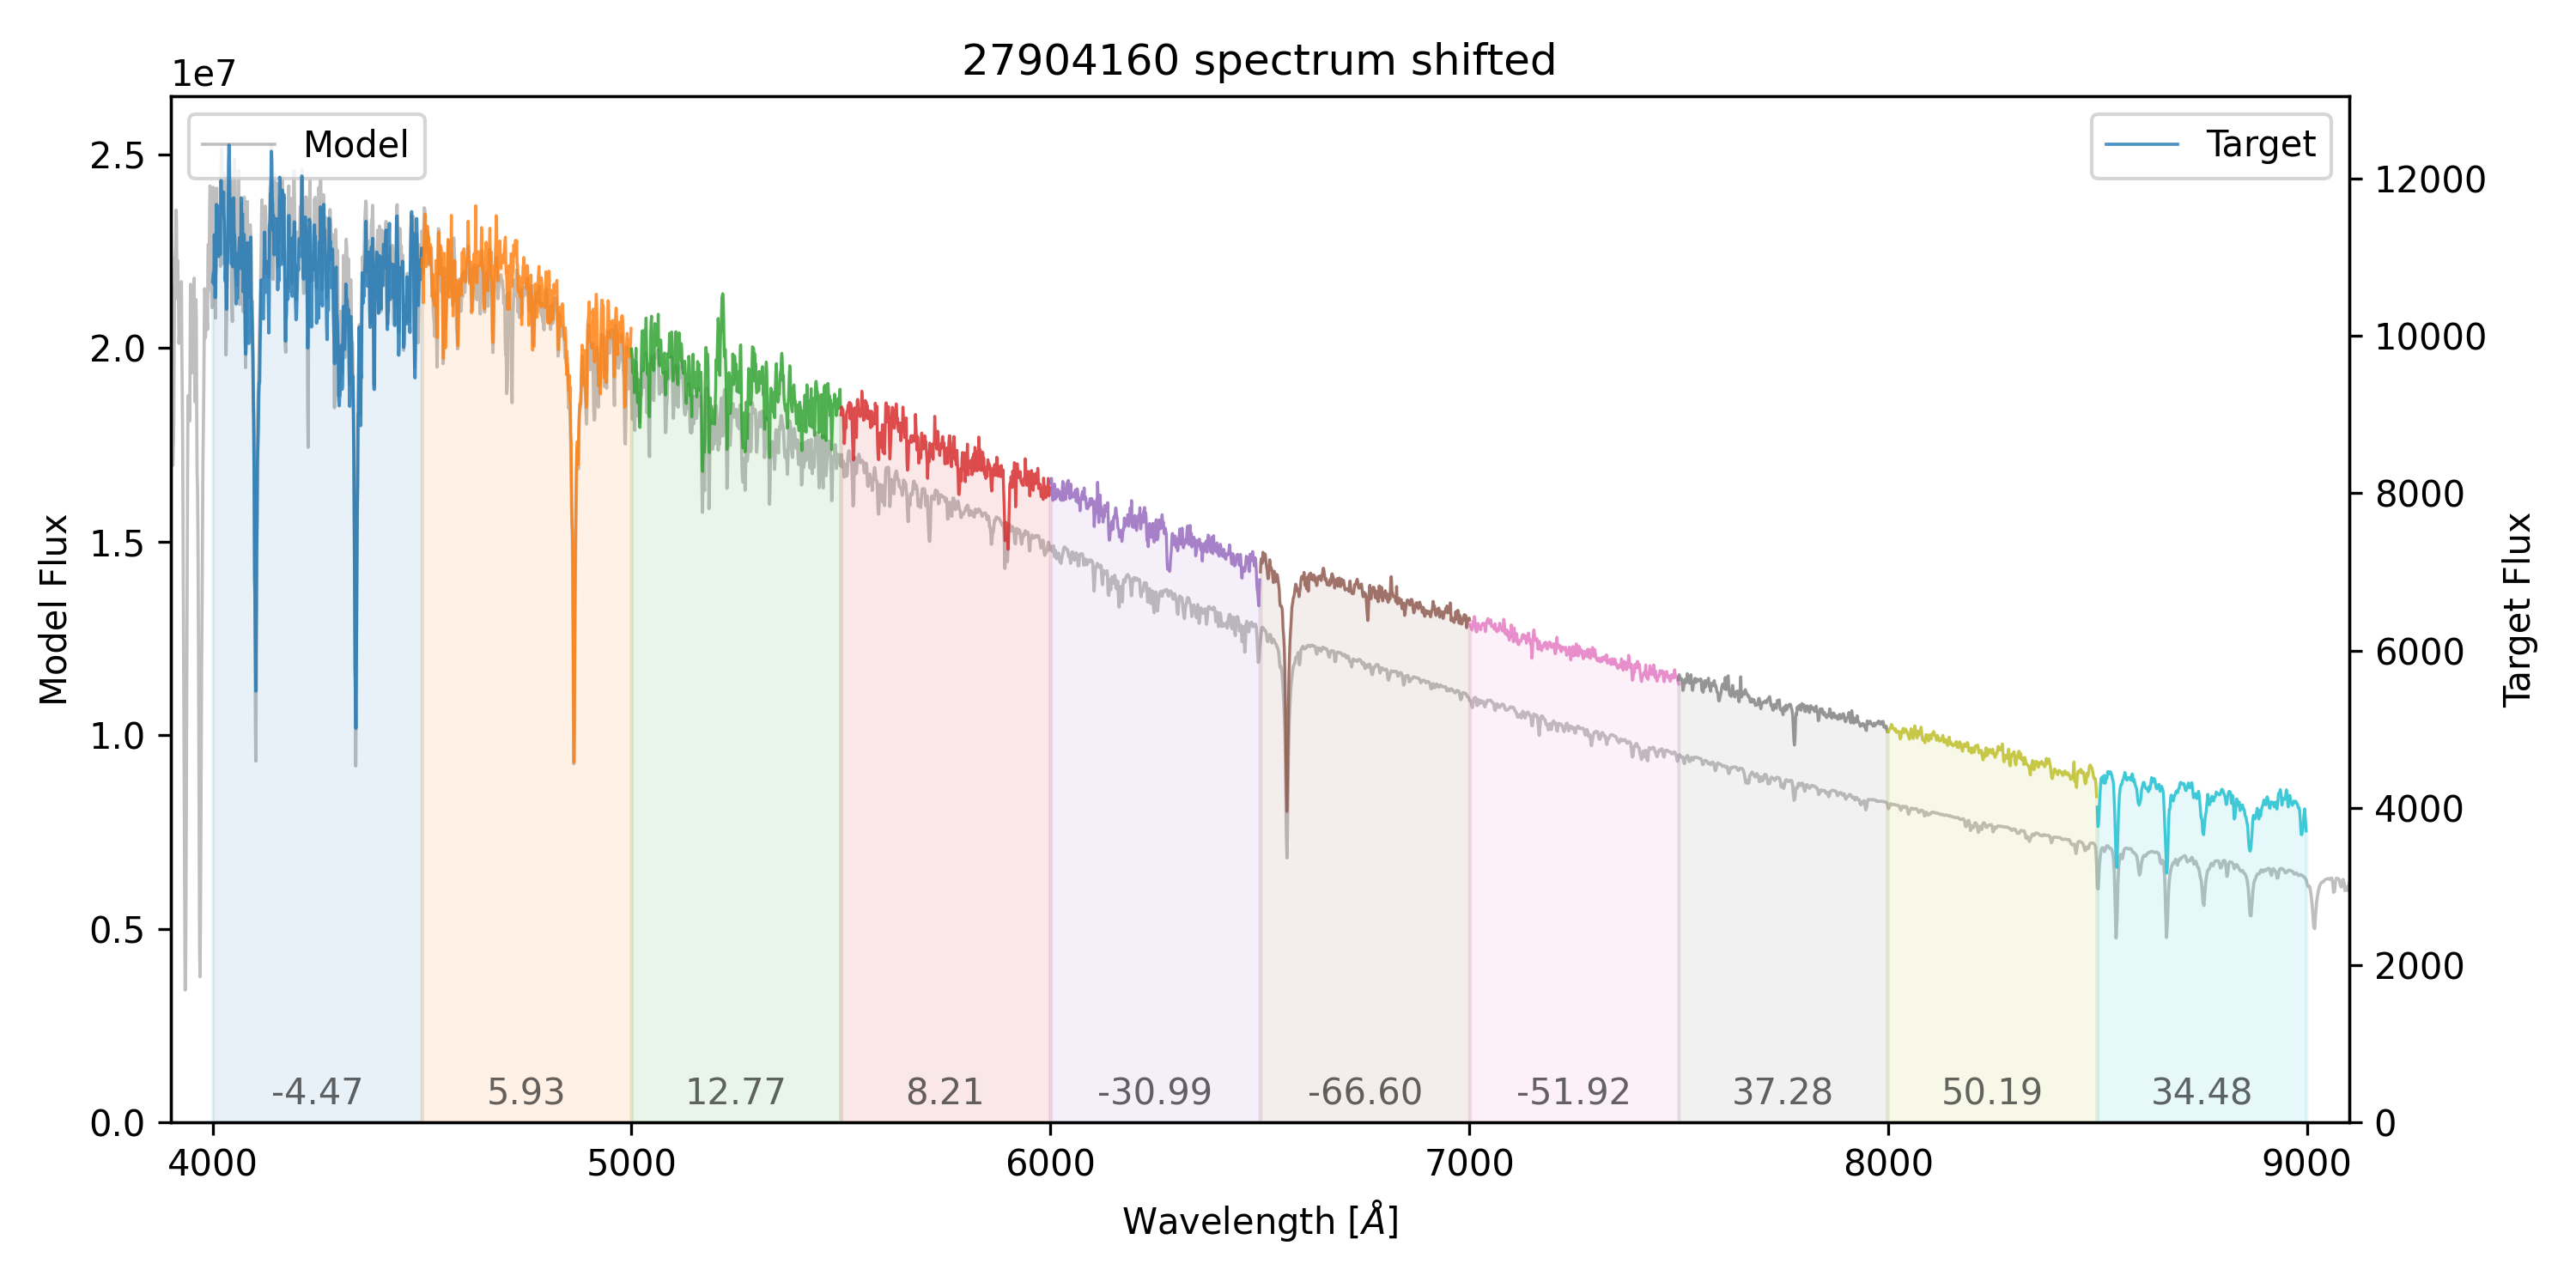 27904160 spectrum shifted
1e7
Model
Target
2.5
2.0
1.5
1.0
0.5
0.0
Model Flux
12000
10000
8000
6000
4000
2000
0
Target Flux
-4.47 5.93 12.77 8.21 -30.99 -66.60 -51.92 37.28 50.19 34.48
4000 5000 6000 7000 8000 9000
Wavelength [Å]